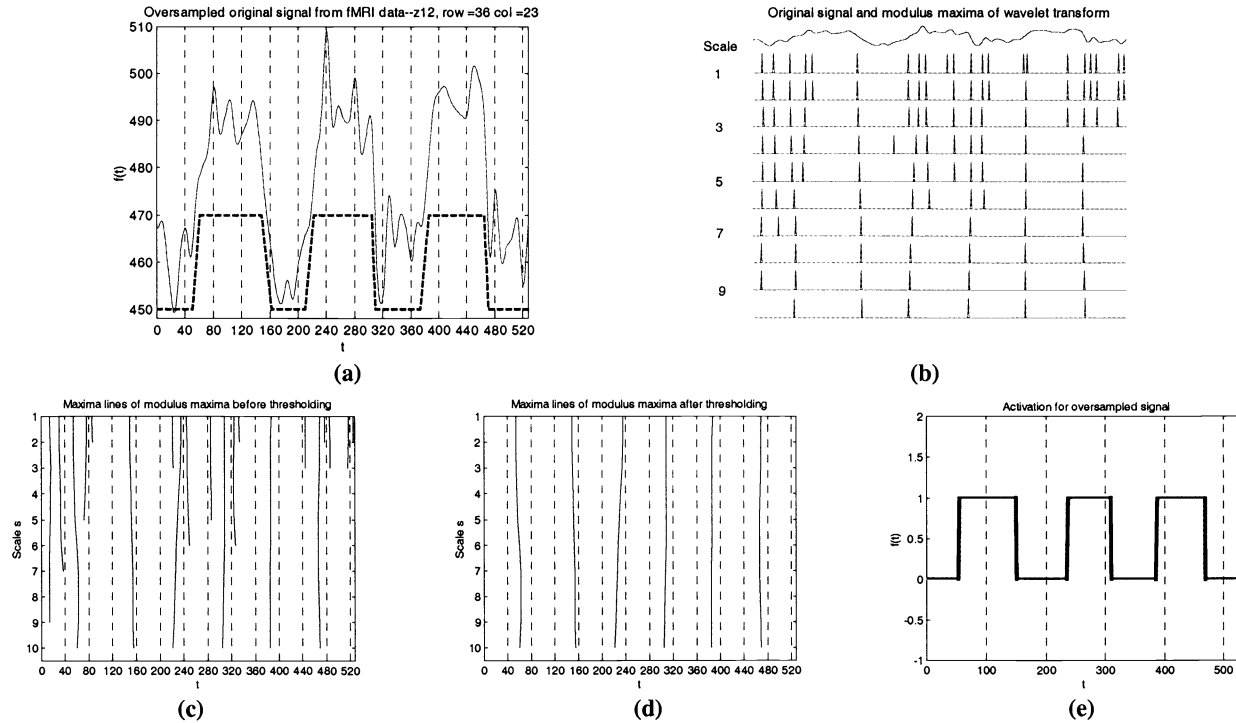 Oversampled original signal from fMRI data--z12, row =36 col =23
510
500
490
480
470
460
450
f(t)
0 40 80 120 160 200 240 280 320 360 400 440 480 520
t
(a)
Original signal and modulus maxima of wavelet transform
Scale
1
3
5
7
9
(b)
Maxima lines of modulus maxima before thresholding
1
2
3
4
5
6
7
8
9
10
Scale s
0 40 80 120 160 200 240 280 320 360 400 440 480 520
t
(c)
Maxima lines of modulus maxima after thresholding
1
2
3
4
5
6
7
8
9
10
Scale s
0 40 80 120 160 200 240 280 320 360 400 440 480 520
t
(d)
Activation for oversampled signal
2
1.5
1
0.5
0
-0.5
-1
f(t)
0 100 200 300 400 500
t
(e)